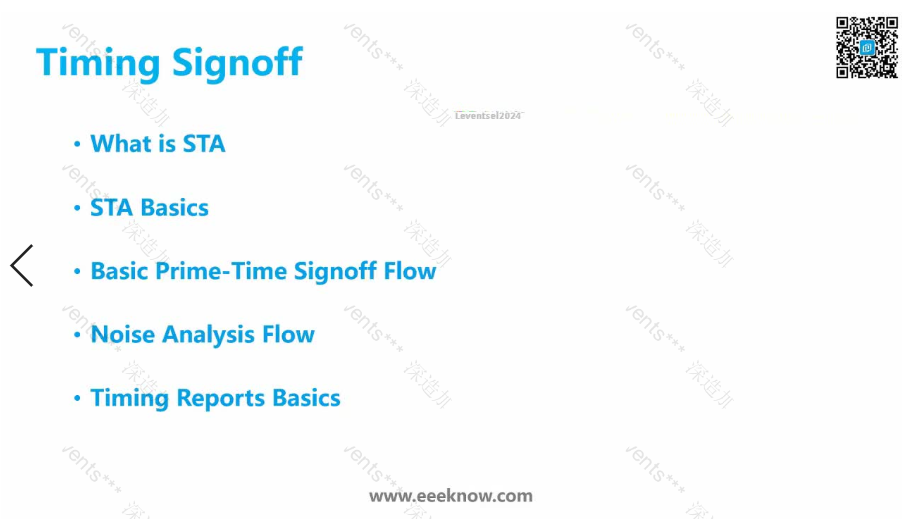 Timing Signoff
Leventsel2024
• What is STA
• STA Basics
• Basic Prime-Time Signoff Flow
• Noise Analysis Flow
• Timing Reports Basics
www.eeeknow.com